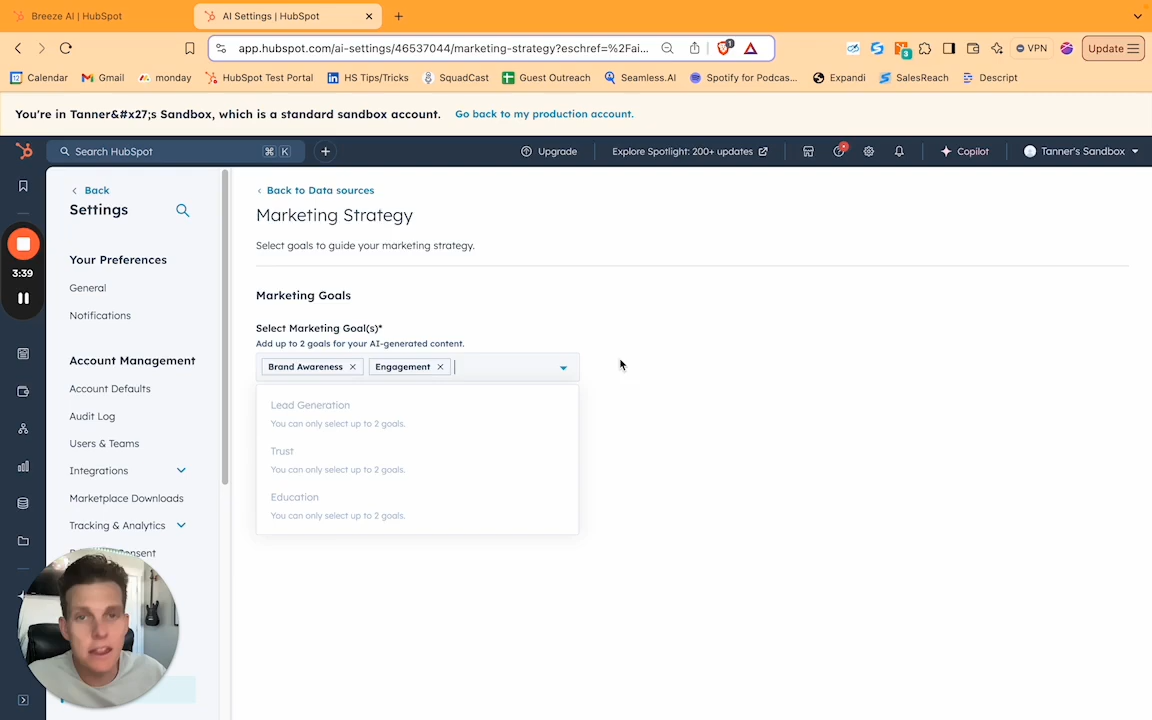 Breeze AI | HubSpot
AI Settings | HubSpot
app.hubspot.com/ai-settings/46537044/marketing-strategy?eschref=%2Fai...
1
3
VPN
Update
Calendar
Gmail
monday
HubSpot Test Portal
HS Tips/Tricks
SquadCast
Guest Outreach
Seamless.AI
Spotify for Podcas...
Expandi
SalesReach
Descript
You're in Tanner&#x27;s Sandbox, which is a standard sandbox account.
Go back to my production account.
Search HubSpot
⌘ K
Upgrade
Explore Spotlight: 200+ updates
Copilot
Tanner's Sandbox
Back
Settings
Your Preferences
General
Notifications
Account Management
Account Defaults
Audit Log
Users & Teams
Integrations
Marketplace Downloads
Tracking & Analytics
3:39
Back to Data sources
Marketing Strategy
Select goals to guide your marketing strategy.
Marketing Goals
Select Marketing Goal(s)*
Add up to 2 goals for your AI-generated content.
Brand Awareness
Engagement
Lead Generation
You can only select up to 2 goals.
Trust
You can only select up to 2 goals.
Education
You can only select up to 2 goals.